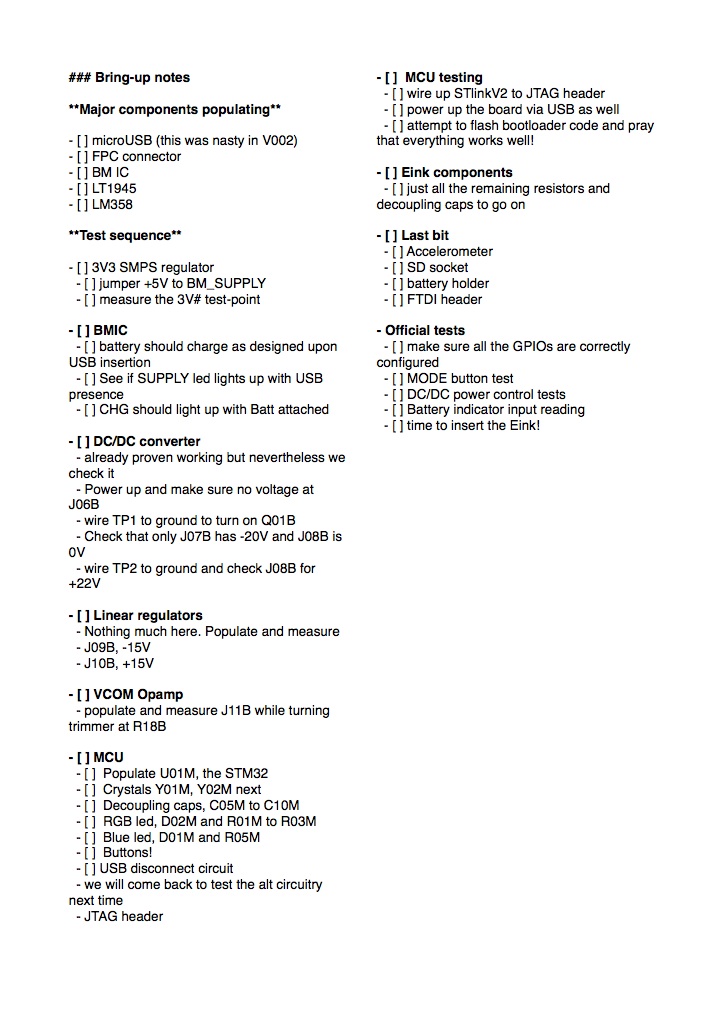 ### Bring-up notes
**Major components populating**
- [ ] microUSB (this was nasty in V002)
- [ ] FPC connector
- [ ] BM IC
- [ ] LT1945
- [ ] LM358
**Test sequence**
- [ ] 3V3 SMPS regulator
- [ ] jumper +5V to BM_SUPPLY
- [ ] measure the 3V# test-point
- [ ] BMIC
- [ ] battery should charge as designed upon
USB insertion
- [ ] See if SUPPLY led lights up with USB
presence
- [ ] CHG should light up with Batt attached
- [ ] DC/DC converter
- already proven working but nevertheless we
check it
- Power up and make sure no voltage at
J06B
- wire TP1 to ground to turn on Q01B
- Check that only J07B has -20V and J08B is
0V
- wire TP2 to ground and check J08B for
+22V
- [ ] Linear regulators
- Nothing much here. Populate and measure
- J09B, -15V
- J10B, +15V
- [ ] VCOM Opamp
- populate and measure J11B while turning
trimmer at R18B
- [ ] MCU
- [ ] Populate U01M, the STM32
- [ ] Crystals Y01M, Y02M next
- [ ] Decoupling caps, C05M to C10M
- [ ] RGB led, D02M and R01M to R03M
- [ ] Blue led, D01M and R05M
- [ ] Buttons!
- [ ] USB disconnect circuit
- we will come back to test the alt circuitry
next time
- JTAG header
- [ ] MCU testing
- [ ] wire up STlinkV2 to JTAG header
- [ ] power up the board via USB as well
- [ ] attempt to flash bootloader code and pray
that everything works well!
- [ ] Eink components
- [ ] just all the remaining resistors and
decoupling caps to go on
- [ ] Last bit
- [ ] Accelerometer
- [ ] SD socket
- [ ] battery holder
- [ ] FTDI header
- Official tests
- [ ] make sure all the GPIOs are correctly
configured
- [ ] MODE button test
- [ ] DC/DC power control tests
- [ ] Battery indicator input reading
- [ ] time to insert the Eink!